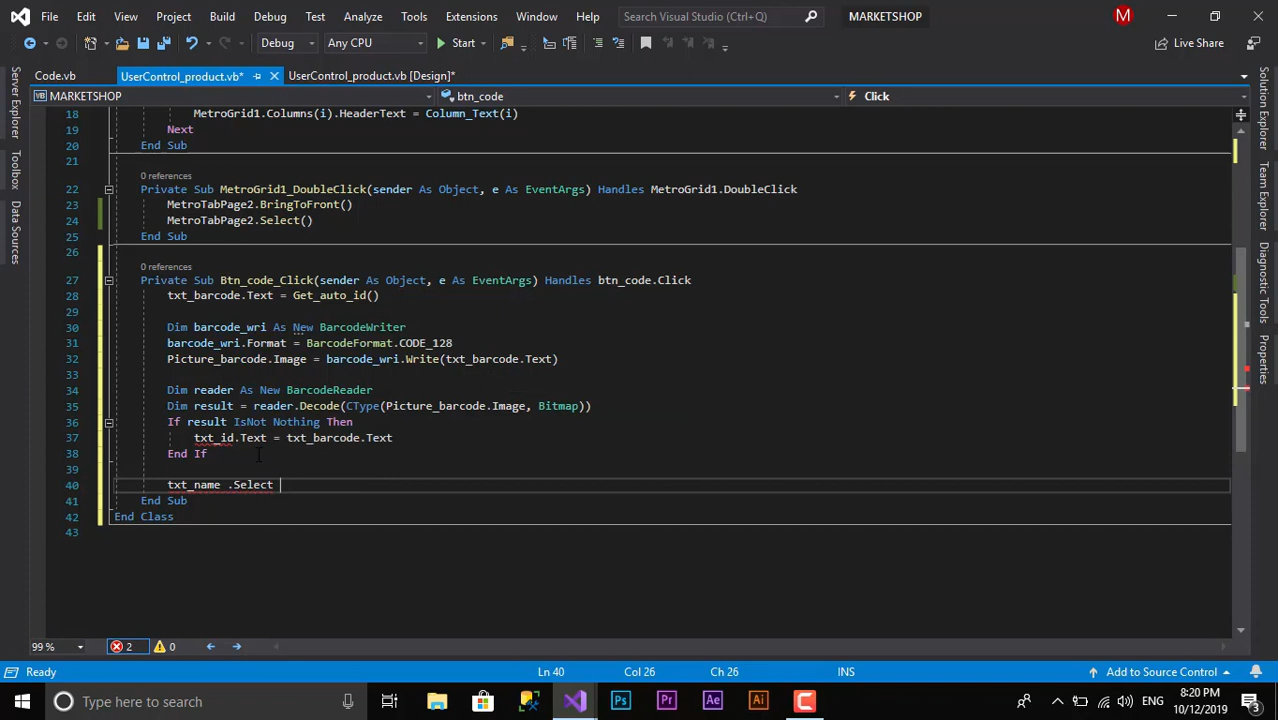 File Edit View Project Build Debug Test Analyze Tools Extensions Window Help Search Visual Studio (Ctrl+Q) MARKETSHOP M
Debug Any CPU Start Live Share
Code.vb UserControl_product.vb* UserControl_product.vb [Design]*
MARKETSHOP btn_code Click
Server Explorer
Toolbox
Data Sources
Solution Explorer
Team Explorer
Diagnostic Tools
Properties
18 MetroGrid1.Columns(i).HeaderText = Column_Text(i)
19 Next
20 End Sub
21
0 references
22 Private Sub MetroGrid1_DoubleClick(sender As Object, e As EventArgs) Handles MetroGrid1.DoubleClick
23 MetroTabPage2.BringToFront()
24 MetroTabPage2.Select()
25 End Sub
26
0 references
27 Private Sub Btn_code_Click(sender As Object, e As EventArgs) Handles btn_code.Click
28 txt_barcode.Text = Get_auto_id()
29
30 Dim barcode_wri As New BarcodeWriter
31 barcode_wri.Format = BarcodeFormat.CODE_128
32 Picture_barcode.Image = barcode_wri.Write(txt_barcode.Text)
33
34 Dim reader As New BarcodeReader
35 Dim result = reader.Decode(CType(Picture_barcode.Image, Bitmap))
36 If result IsNot Nothing Then
37 txt_id.Text = txt_barcode.Text
38 End If
39
40 txt_name .Select
41 End Sub
42 End Class
43
99 % 2 0
Ready Ln 40 Col 26 Ch 26 INS Add to Source Control
Type here to search Ps Pr Ae Ai ENG 8:20 PM
10/12/2019 3